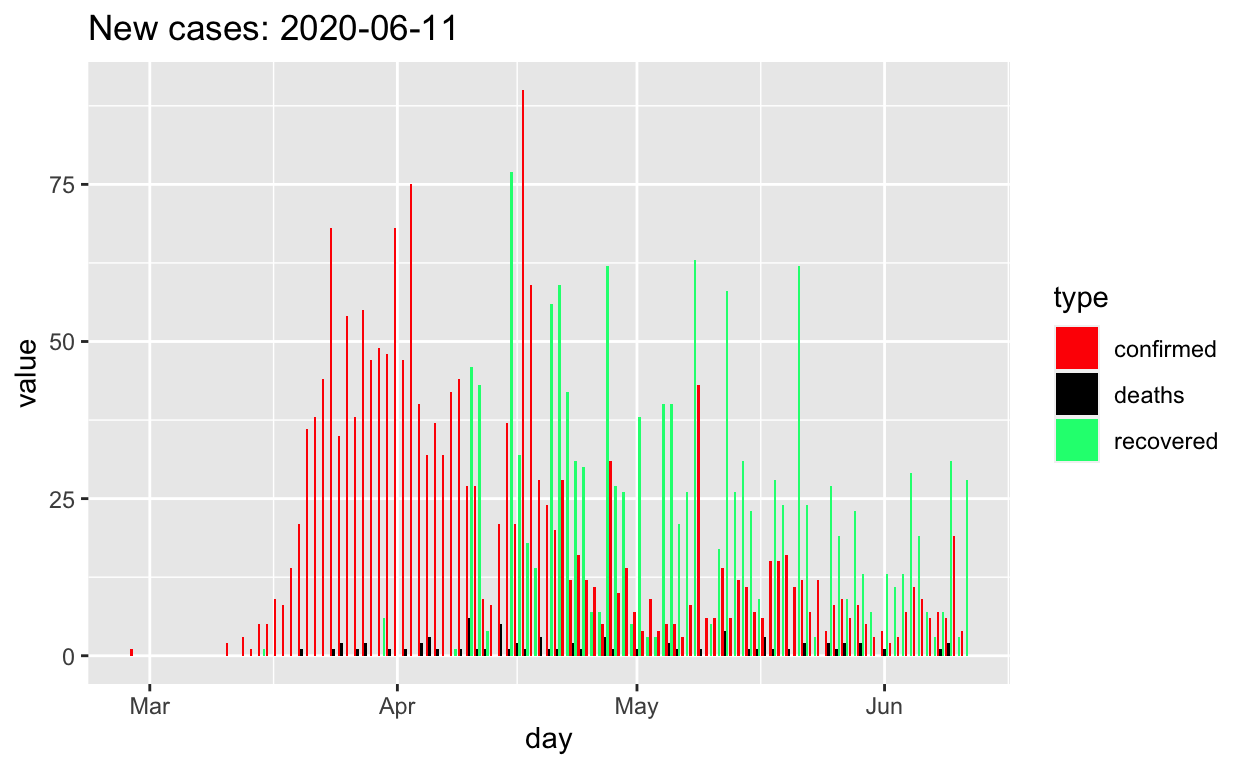 New cases: 2020-06-11
value
75
50
25
0
Mar
Apr
May
Jun
day
type
confirmed
deaths
recovered